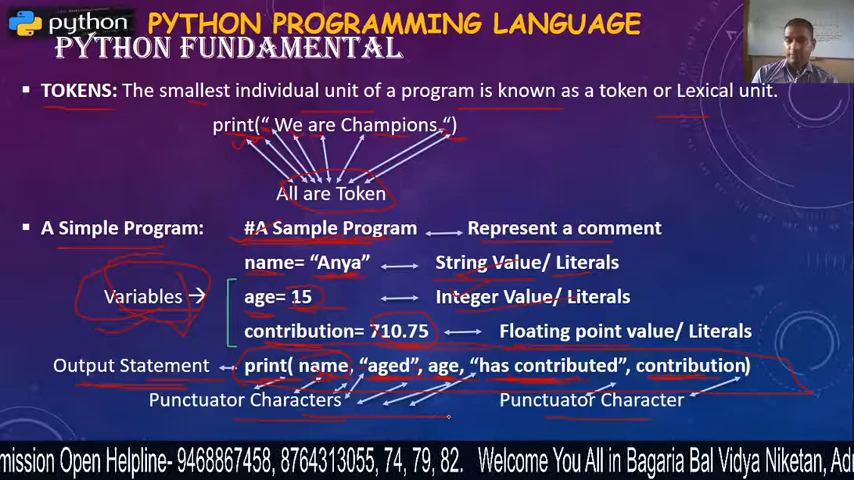 python
PYTHON PROGRAMMING LANGUAGE
PYTHON FUNDAMENTAL
▪ TOKENS: The smallest individual unit of a program is known as a token or Lexical unit.
print(“ We are Champions “)
All are Token
▪ A Simple Program: #A Sample Program Represent a comment
name= “Anya” String Value/ Literals
Variables → age= 15 Integer Value/ Literals
contribution= 710.75 Floating point value/ Literals
Output Statement print( name, “aged”, age, “has contributed”, contribution)
Punctuator Characters Punctuator Character
mission Open Helpline- 9468867458, 8764313055, 74, 79, 82. Welcome You All in Bagaria Bal Vidya Niketan, Ad